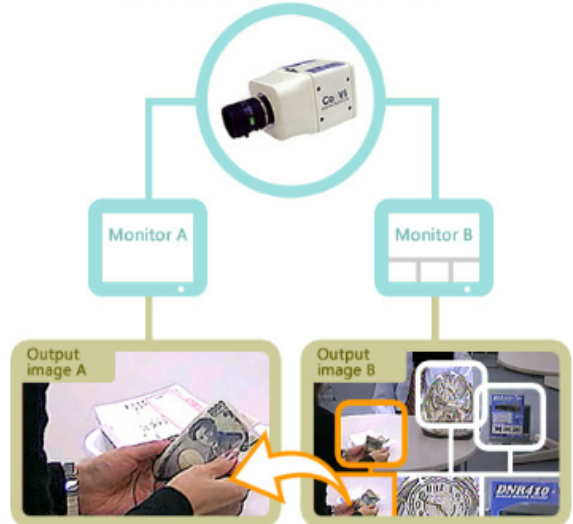 Co Vi
Monitor A
Monitor B
Output
image A
Output
image B
DNR410